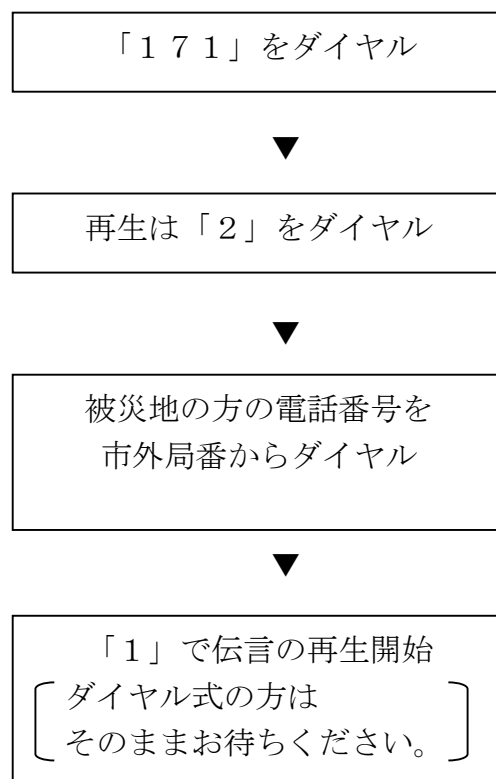 「１７１」をダイヤル
▼
再生は「２」をダイヤル
▼
被災地の方の電話番号を
市外局番からダイヤル
▼
「１」で伝言の再生開始
ダイヤル式の方は
そのままお待ちください。